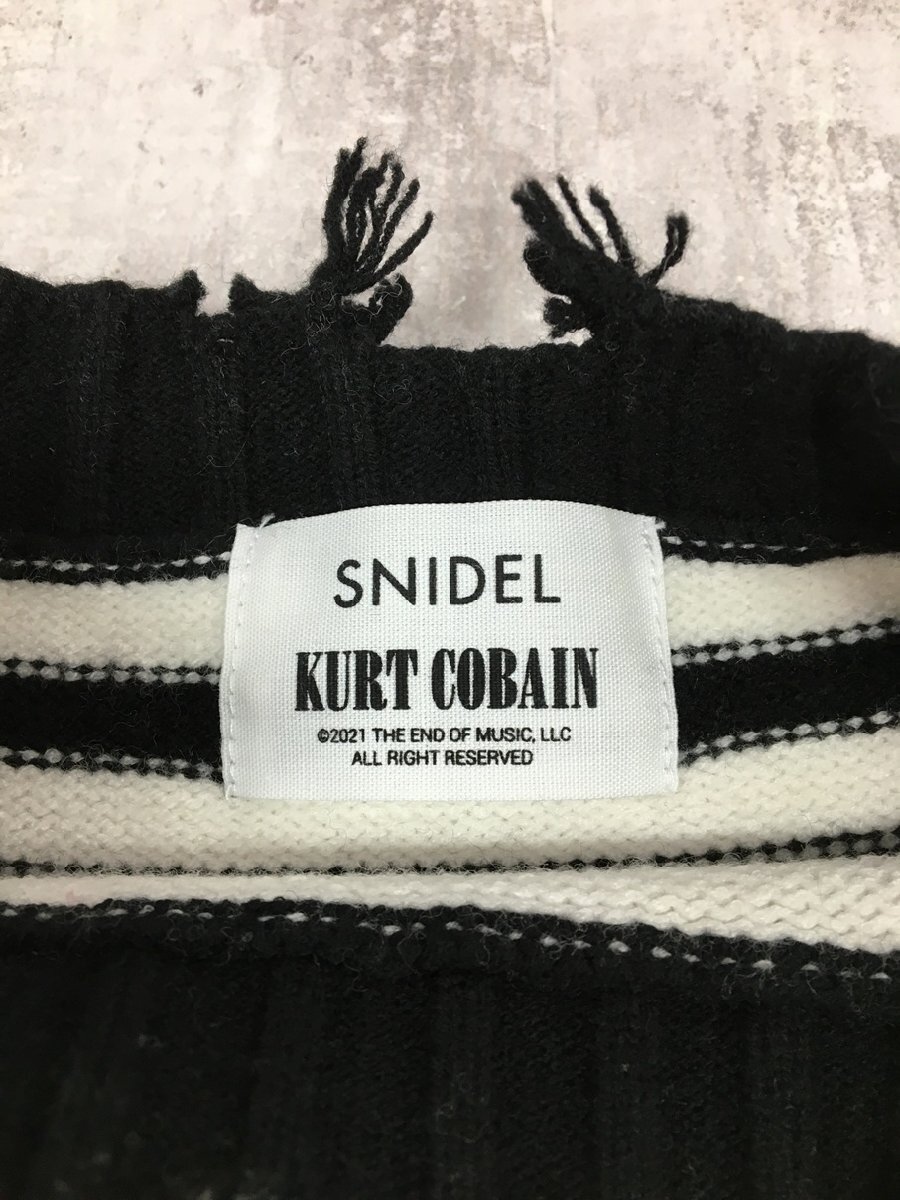 SNIDEL
KURT COBAIN
©2021 THE END OF MUSIC, LLC
ALL RIGHT RESERVED